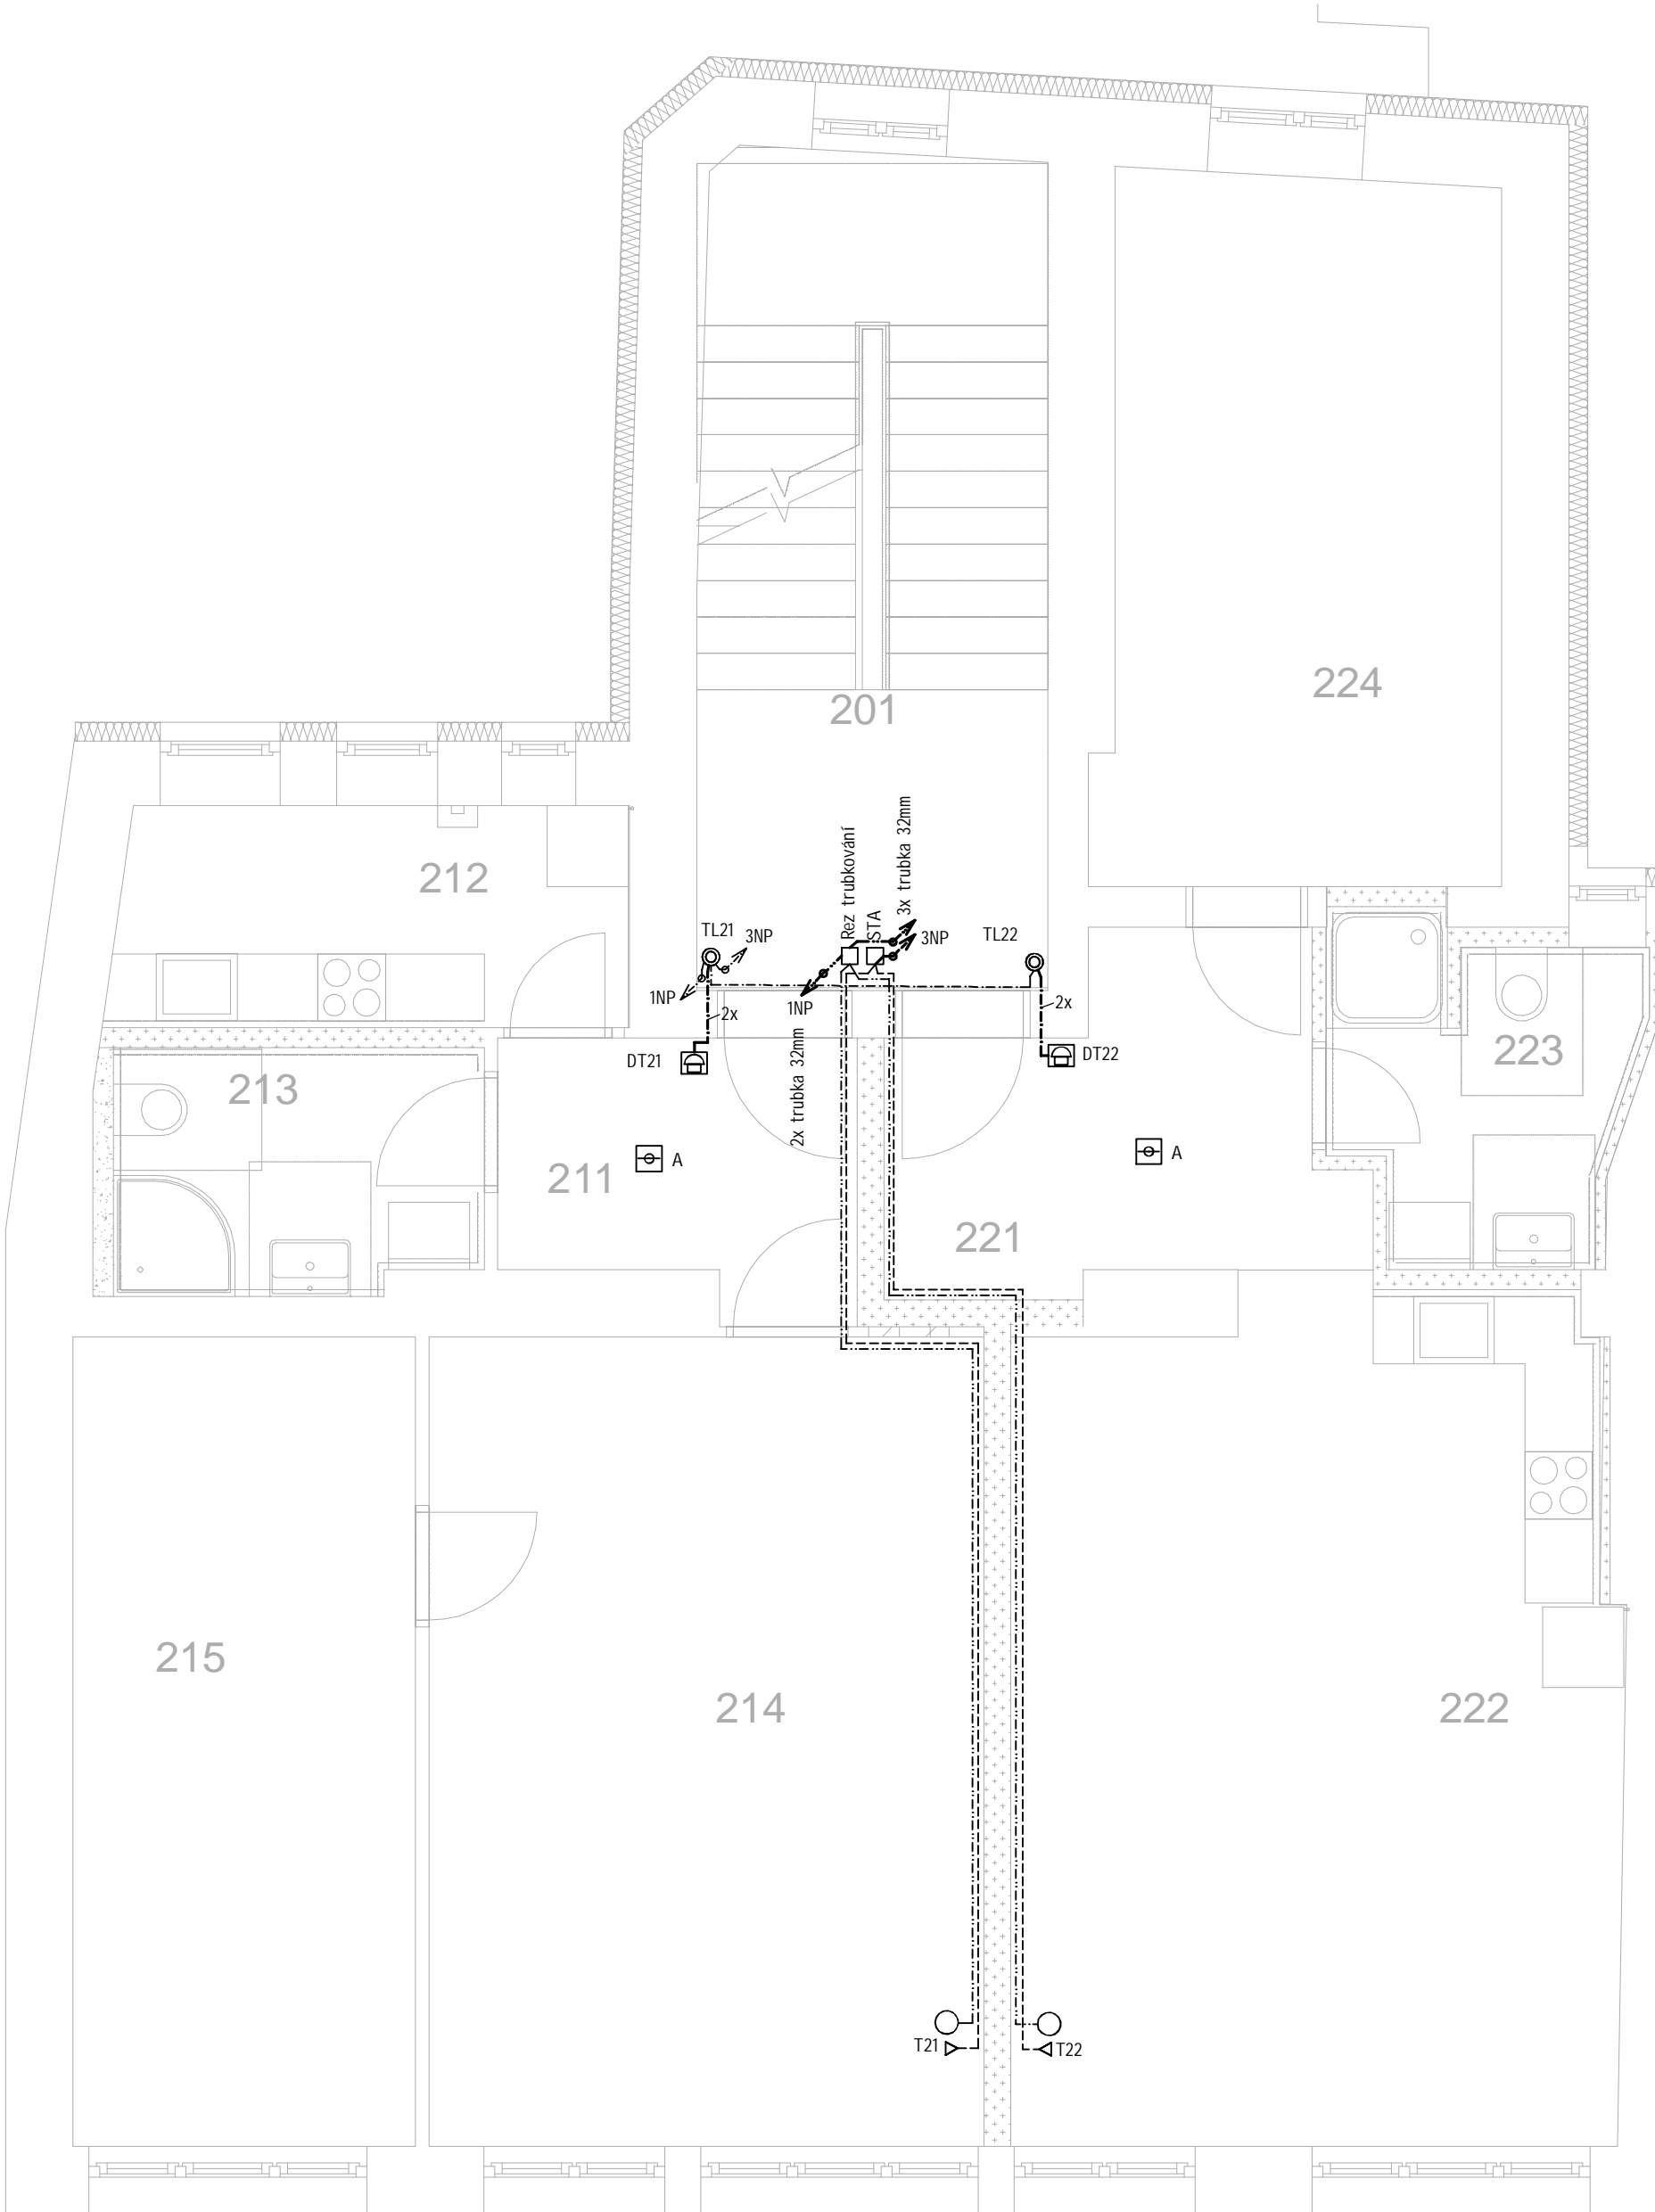 224
201
212
Rez trubkování
STA
3x trubka 32mm
TL21
3NP
3NP
TL22
1NP
1NP
2x
2x
2x trubka 32mm
DT21
DT22
213
223
A
A
211
221
215
214
222
T21
T22